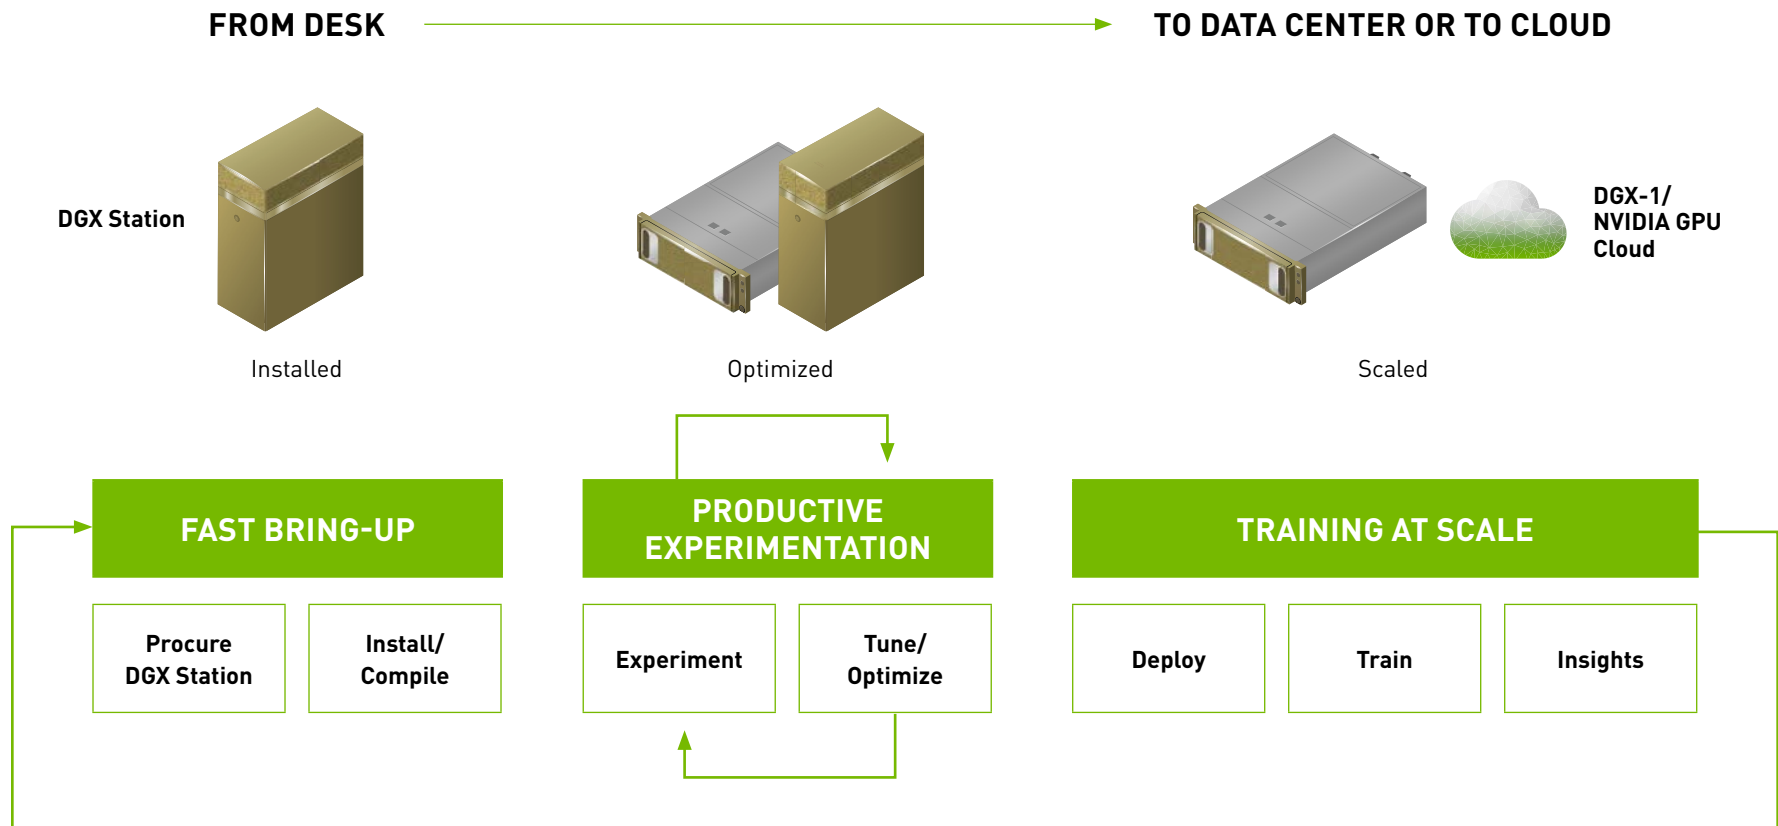 FROM DESK
TO DATA CENTER OR TO CLOUD
DGX Station
DGX-1/
NVIDIA GPU
Cloud
Installed
Optimized
Scaled
FAST BRING-UP
PRODUCTIVE
EXPERIMENTATION
TRAINING AT SCALE
Procure
DGX Station
Install/
Compile
Experiment
Tune/
Optimize
Deploy
Train
Insights